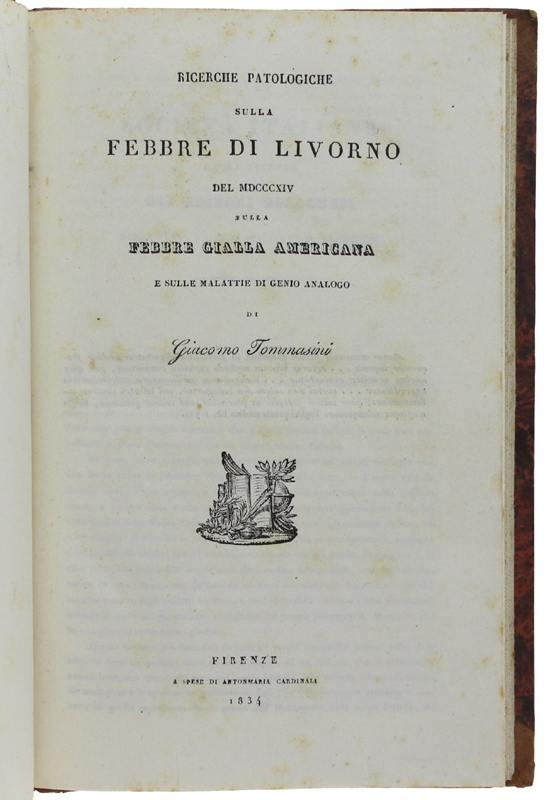 RICERCHE PATOLOGICHE
SULLA
FEBBRE DI LIVORNO
DEL MDCCCXIV
SULLA
FEBBRE GIALLA AMERICANA
E SULLE MALATTIE DI GENIO ANALOGO
DI
Giacomo Tommasini
FIRENZE
A SPESE DI ANTONMARIA CARDINALI
1834